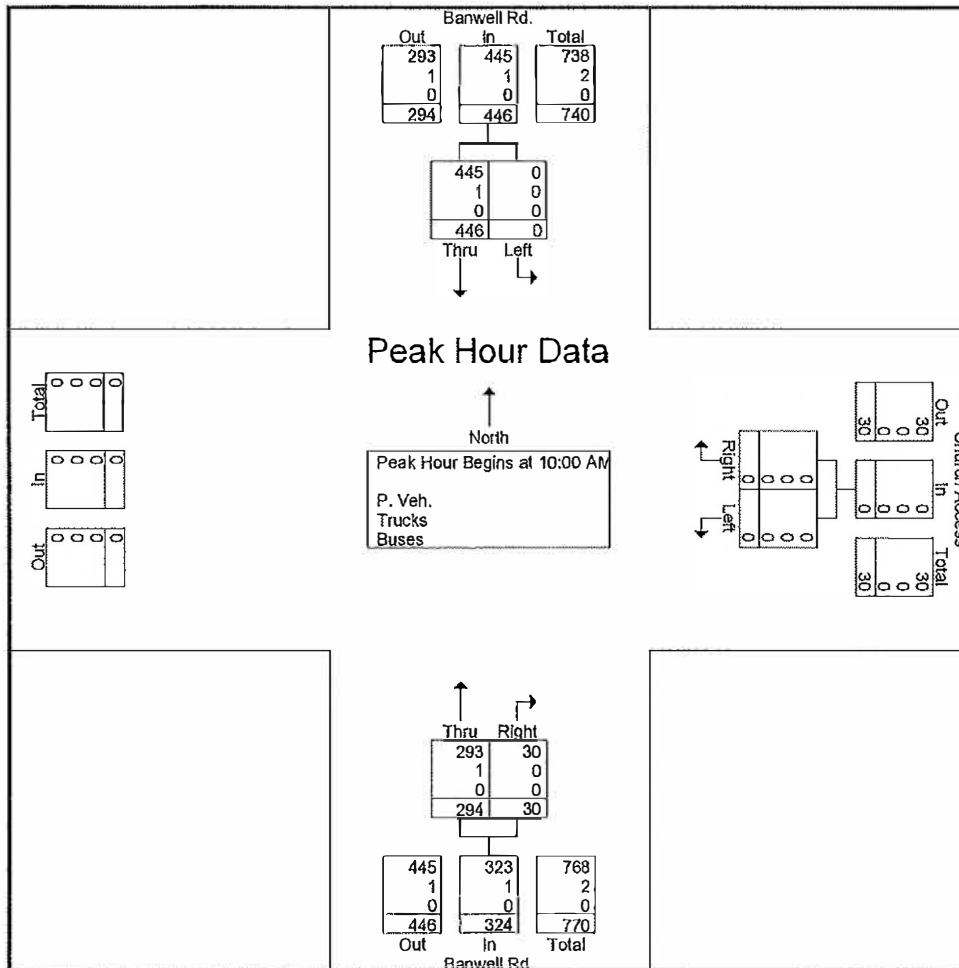 Banwell Rd.
Out In Total
293 445 738
1 1 2
0 0 0
294 446 740
445 0
1 0
0 0
446 0
Thru Left
Peak Hour Data
North
Peak Hour Begins at 10:00 AM
P. Veh.
Trucks
Buses
Total
0 0 0 0
In
0 0 0 0
Out
0 0 0 0
Right
0 0 0 0
Left
0 0 0 0
Access
Out
30 0 0 30
In
0 0 0 0
Total
30 0 0 30
Thru Right
293 30
1 0
0 0
294 30
445 323 768
1 1 2
0 0 0
446 324 770
Out In Total
Banwell Rd.